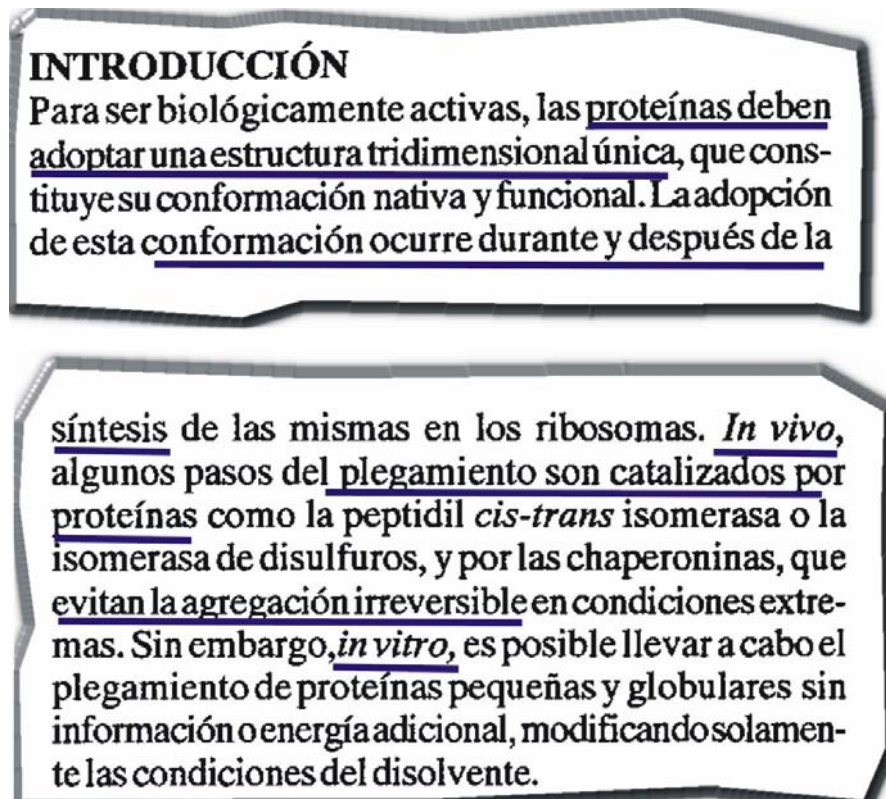 INTRODUCCIÓN
Para ser biológicamente activas, las proteínas deben
adoptar una estructura tridimensional única, que cons-
tituye su conformación nativa y funcional. La adopción
de esta conformación ocurre durante y después de la
síntesis de las mismas en los ribosomas. In vivo,
algunos pasos del plegamiento son catalizados por
proteínas como la peptidil cis-trans isomerasa o la
isomerasa de disulfuros, y por las chaperoninas, que
evitan la agregación irreversible en condiciones extre-
mas. Sin embargo, in vitro, es posible llevar a cabo el
plegamiento de proteínas pequeñas y globulares sin
información o energía adicional, modificando solamen-
te las condiciones del disolvente.